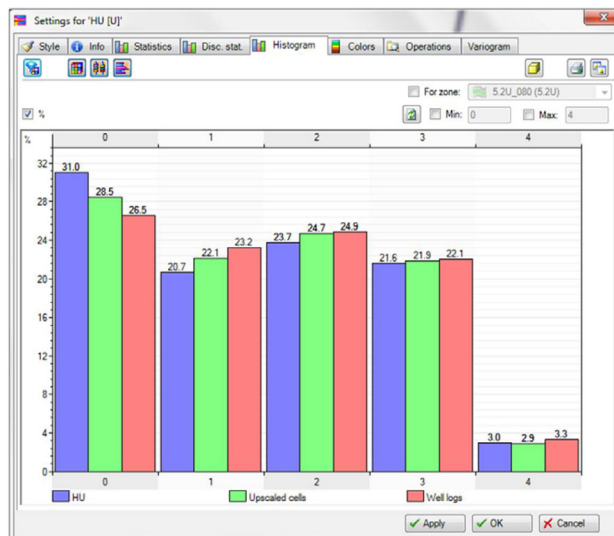 Settings for 'HU [U]'
Style Info Statistics Disc. stat. Histogram Colors Operations Variogram
For zone: 5.2U_080 (5.2U)
% Min: 0 Max: 4
% 0 1 2 3 4
32
28
24
20
16
12
8
4
0
31.0 28.5 26.5
20.7 22.1 23.2
23.7 24.7 24.9
21.6 21.9 22.1
3.0 2.9 3.3
0 1 2 3 4
HU Upscaled cells Well logs
Apply OK Cancel